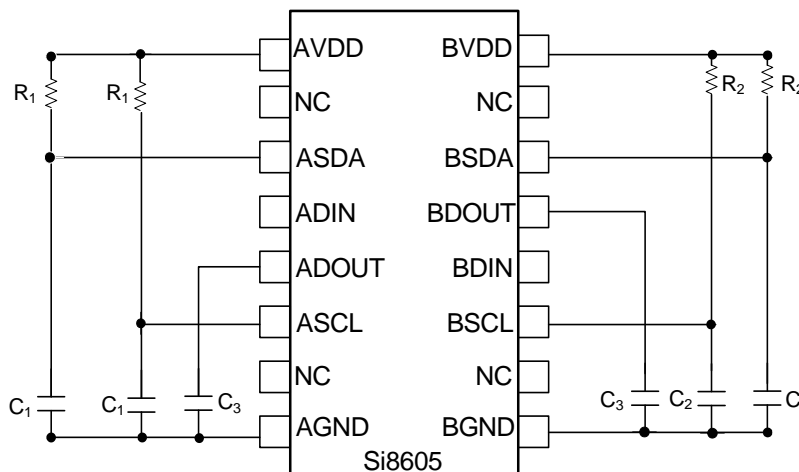 AVDD BVDD
R₁ R₁ R₂ R₂
NC NC
ASDA BSDA
ADIN BDOUT
ADOUT BDIN
ASCL BSCL
NC NC
C₁ C₁ C₃ C₃ C₂ C
AGND BGND
Si8605